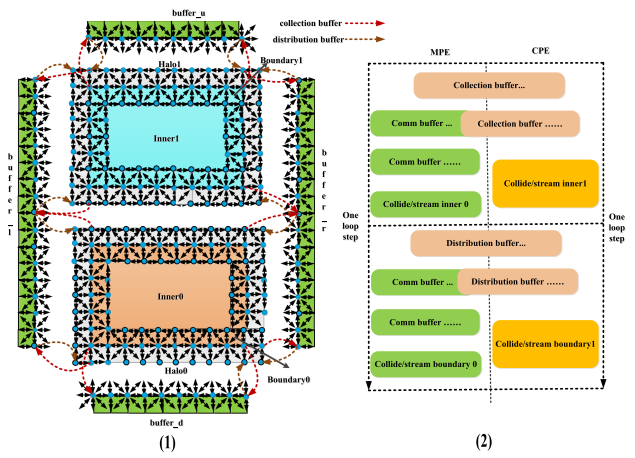 buffer_u
collection buffer
distribution buffer
Halo1
Boundary1
Inner1
buffer_l
buffer_r
Inner0
Halo0
Boundary0
buffer_d
(1)
MPE
CPE
Collection buffer...
Comm buffer ...
Collection buffer ......
Comm buffer ......
Collide/stream inner1
Collide/stream inner 0
One
loop
step
One
loop
step
Distribution buffer...
Comm buffer ...
Distribution buffer ......
Comm buffer ......
Collide/stream boundary1
Collide/stream boundary 0
(2)